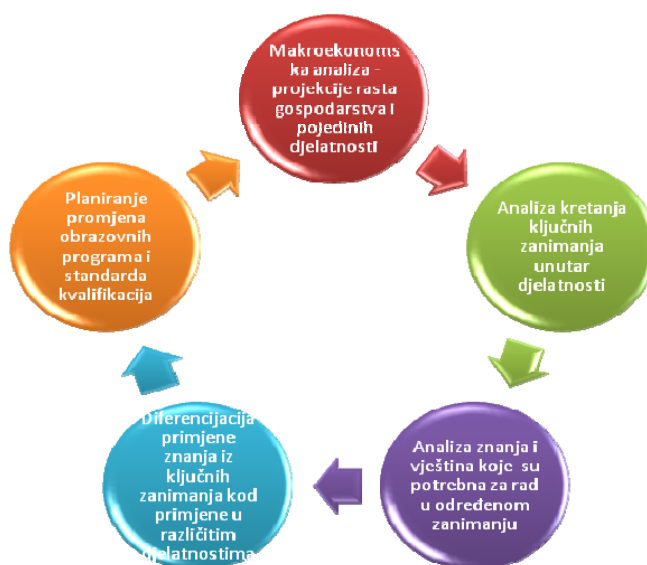 Makroekonoms
ka analiza -
projekcije rasta
gospodarstva i
pojedinih
djelatnosti
Analiza kretanja
ključnih
zanimanja
unutar
djelatnosti
Analiza znanja i
vještina koje su
potrebna za rad
u određenom
zanimanju
Diferencijacija
primjene
znanja iz
ključnih
zanimanja kod
primjene u
različitim
djelatnostima
Planiranje
promjena
obrazovnih
programa i
standarda
kvalifikacija